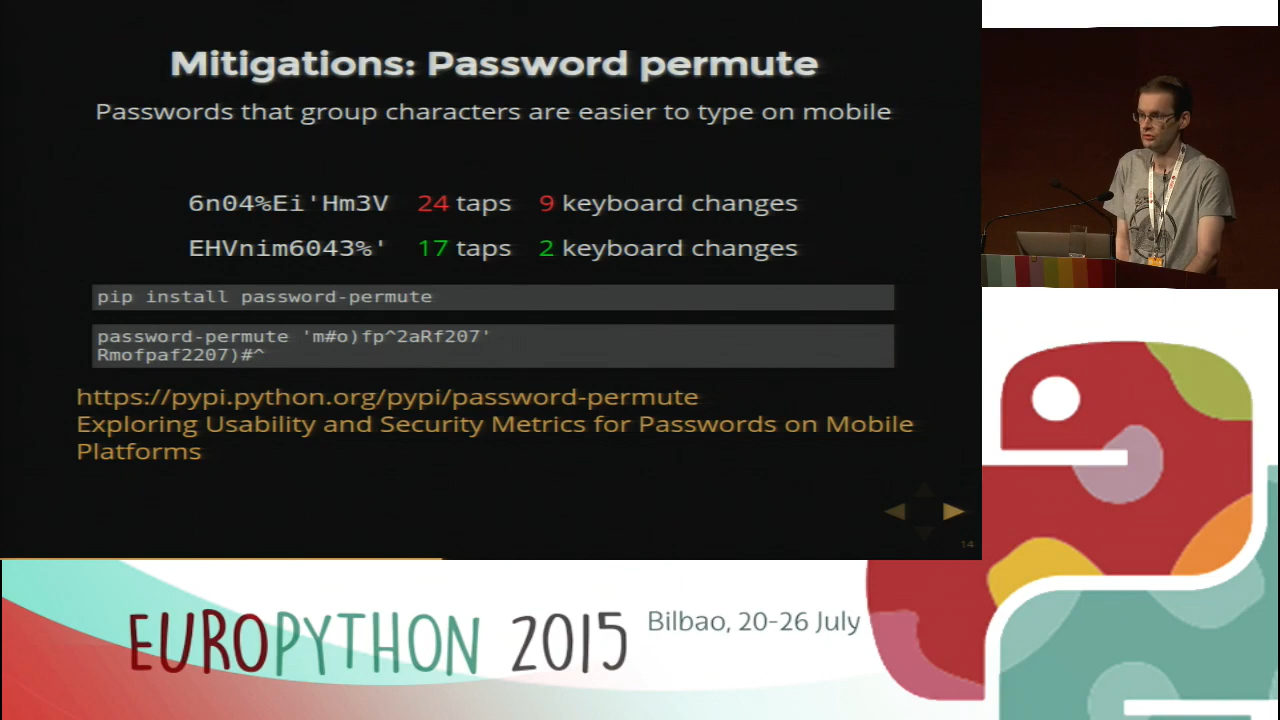 Mitigations: Password permute
Passwords that group characters are easier to type on mobile
6n04%Ei'Hm3V 24 taps 9 keyboard changes
EHVnim6043%' 17 taps 2 keyboard changes
pip install password-permute
password-permute 'm#o)fp^2aRf207'
Rmofpaf2207)#^
https://pypi.python.org/pypi/password-permute
Exploring Usability and Security Metrics for Passwords on Mobile
Platforms
14
EUROPYTHON 2015 Bilbao, 20-26 July